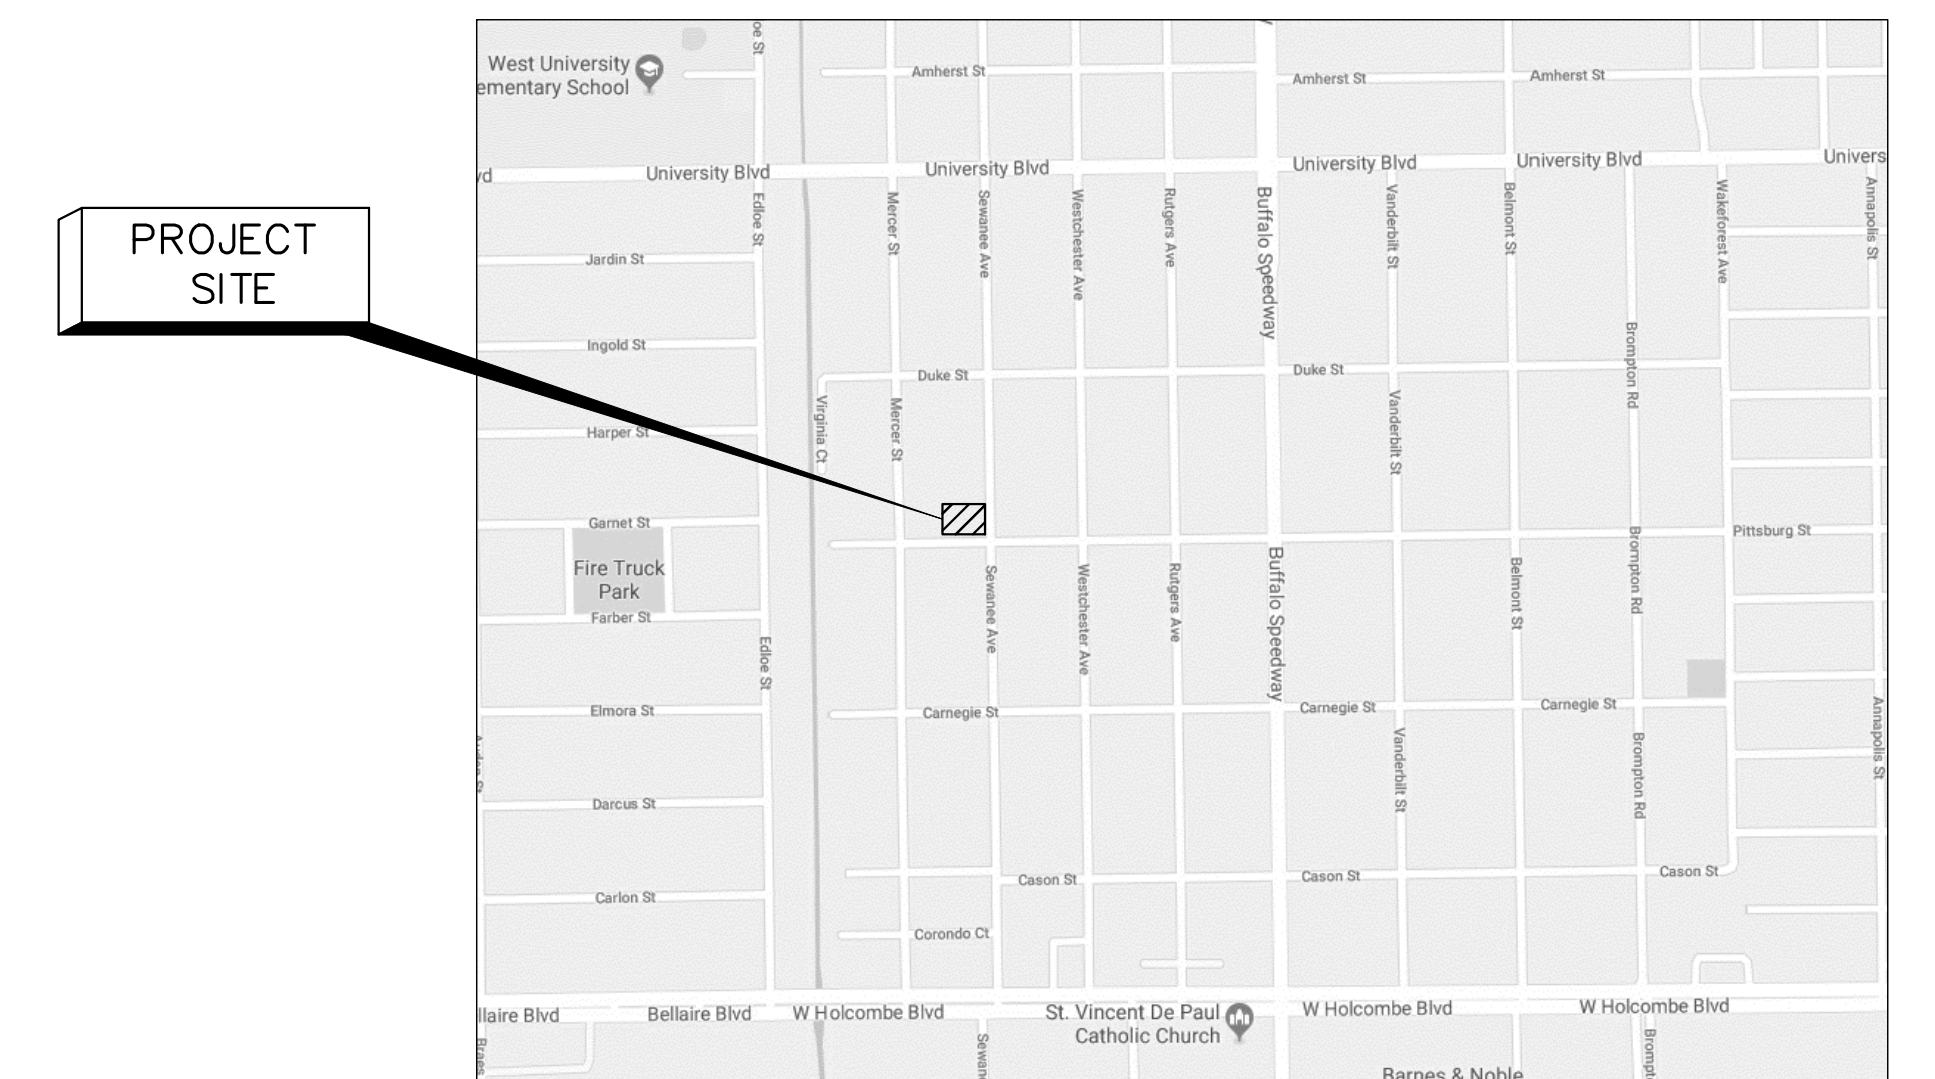 oe St
West University
ementary School
Amherst St
Amherst St
Amherst St
vd
University Blvd
University Blvd
University Blvd
University Blvd
Univers
PROJECT
SITE
Edloe St
Mercer St
Sewanee Ave
Westchester Ave
Rutgers Ave
Buffalo Speedway
Vanderbilt St
Belmont St
Wakeforest Ave
Annapolis St
Jardin St
Ingold St
Brompton Rd
Duke St
Duke St
Virginia Ct
Mercer St
Vanderbilt St
Harper St
Garnet St
Brompton Rd
Pittsburg St
Fire Truck
Park
Sewanee Ave
Westchester Ave
Rutgers Ave
Buffalo Speedway
Belmont St
Farber St
Edloe St
Elmora St
Carnegie St
Carnegie St
Carnegie St
Annapolis St
Vanderbilt St
Brompton Rd
Darcus St
Cason St
Cason St
Cason St
Carlon St
Corondo Ct
llaire Blvd
Bellaire Blvd
W Holcombe Blvd
St. Vincent De Paul
Catholic Church
W Holcombe Blvd
W Holcombe Blvd
Braes
Sewan
Brompt
Barnes & Noble